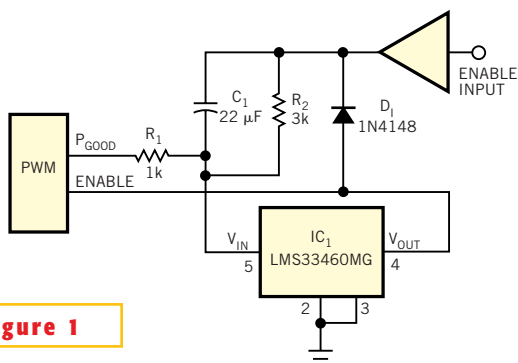 ENABLE
INPUT
C1
22 µF
R2
3k
DI
1N4148
PWM
PGOOD
R1
1k
ENABLE
VIN
5
IC1
LMS33460MG
VOUT
4
2
3
gure 1